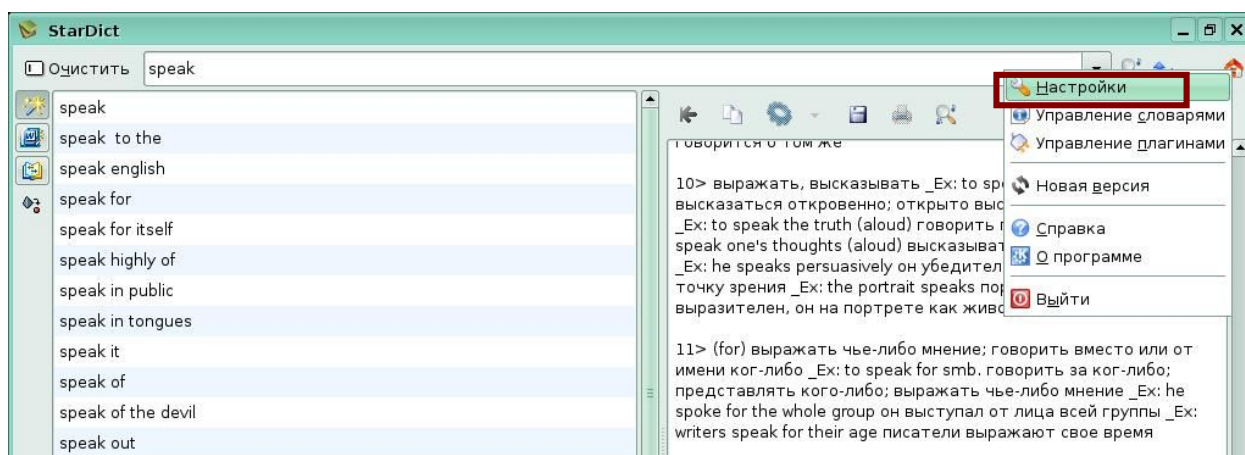 StarDict
Очистить speak
speak
speak to the
speak english
speak for
speak for itself
speak highly of
speak in public
speak in tongues
speak it
speak of
speak of the devil
speak out
говорится о том же
10> выражать, высказывать _Ex: to spe
высказаться откровенно; открыто выс
_Ex: to speak the truth (aloud) говорить п
speak one's thoughts (aloud) высказыват
_Ex: he speaks persuasively он убедител
точку зрения _Ex: the portrait speaks пор
выразителен, он на портрете как живо
11> (for) выражать чье-либо мнение; говорить вместо или от
имени ког-либо _Ex: to speak for smb. говорить за ког-либо;
представлять кого-либо; выражать чье-либо мнение _Ex: he
spoke for the whole group он выступал от лица всей группы _Ex:
writers speak for their age писатели выражают свое время
Настройки
Управление словарями
Управление плагинами
Новая версия
Справка
О программе
Выйти